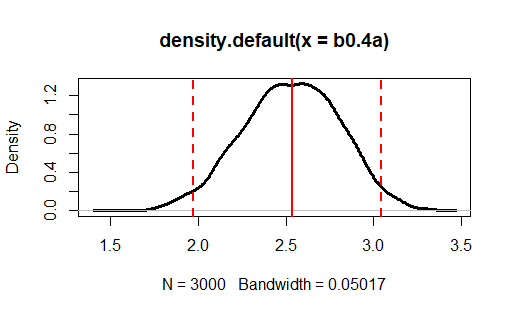 density.default(x = b0.4a)
Density
0.0 0.4 0.8 1.2
1.5 2.0 2.5 3.0 3.5
N = 3000 Bandwidth = 0.05017